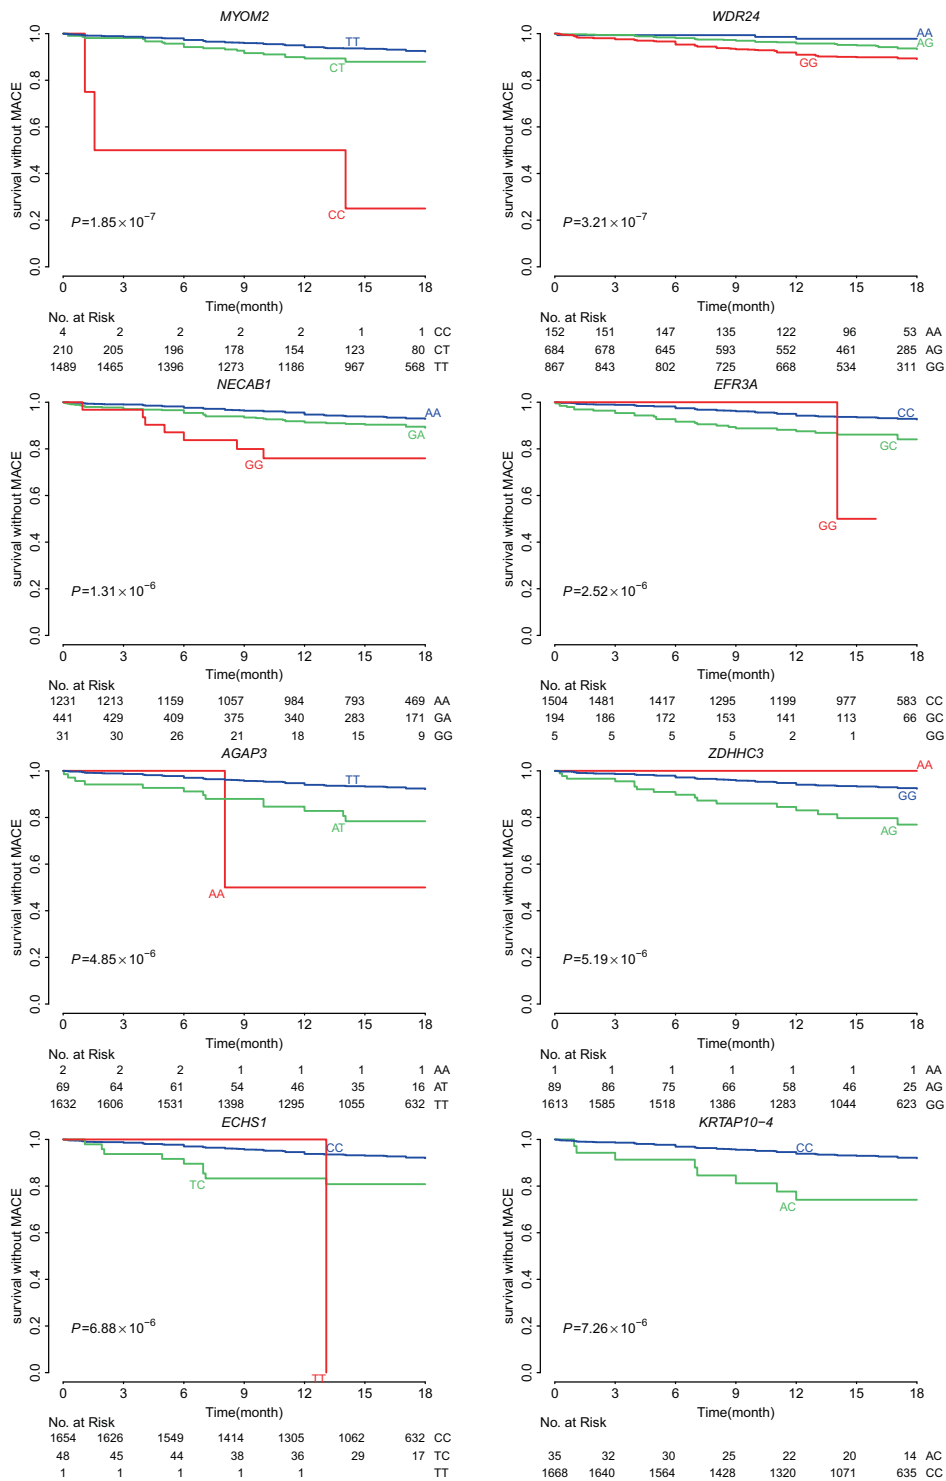 MYOM2
survival without MACE
1.0
0.8
0.6
0.4
0.2
0.0
TT
CT
CC
P=1.85×10⁻⁷
0 3 6 9 12 15 18
Time(month)
No. at Risk
4 2 2 2 2 1 1 CC
210 205 196 178 154 123 80 CT
1489 1465 1396 1273 1186 967 568 TT
WDR24
survival without MACE
1.0
0.8
0.6
0.4
0.2
0.0
AA
AG
GG
P=3.21×10⁻⁷
0 3 6 9 12 15 18
Time(month)
No. at Risk
152 151 147 135 122 96 53 AA
684 678 645 593 552 461 285 AG
867 843 802 725 668 534 311 GG
NECAB1
survival without MACE
1.0
0.8
0.6
0.4
0.2
0.0
AA
GA
GG
P=1.31×10⁻⁶
0 3 6 9 12 15 18
Time(month)
No. at Risk
1231 1213 1159 1057 984 793 469 AA
441 429 409 375 340 283 171 GA
31 30 26 21 18 15 9 GG
EFR3A
survival without MACE
1.0
0.8
0.6
0.4
0.2
0.0
CC
GC
GG
P=2.52×10⁻⁶
0 3 6 9 12 15 18
Time(month)
No. at Risk
1504 1481 1417 1295 1199 977 583 CC
194 186 172 153 141 113 66 GC
5 5 5 5 2 1 GG
AGAP3
survival without MACE
1.0
0.8
0.6
0.4
0.2
0.0
TT
AT
AA
P=4.85×10⁻⁶
0 3 6 9 12 15 18
Time(month)
No. at Risk
2 2 2 1 1 1 1 AA
69 64 61 54 46 35 16 AT
1632 1606 1531 1398 1295 1055 632 TT
ZDHHC3
survival without MACE
1.0
0.8
0.6
0.4
0.2
0.0
AA
GG
AG
P=5.19×10⁻⁶
0 3 6 9 12 15 18
Time(month)
No. at Risk
1 1 1 1 1 1 1 AA
89 86 75 66 58 46 25 AG
1613 1585 1518 1386 1283 1044 623 GG
ECHS1
survival without MACE
1.0
0.8
0.6
0.4
0.2
0.0
CC
TC
TT
P=6.88×10⁻⁶
0 3 6 9 12 15 18
Time(month)
No. at Risk
1654 1626 1549 1414 1305 1062 632 CC
48 45 44 38 36 29 17 TC
1 1 1 1 1 TT
KRTAP10−4
survival without MACE
1.0
0.8
0.6
0.4
0.2
0.0
CC
AC
P=7.26×10⁻⁶
0 3 6 9 12 15 18
Time(month)
No. at Risk
35 32 30 25 22 20 14 AC
1668 1640 1564 1428 1320 1071 635 CC